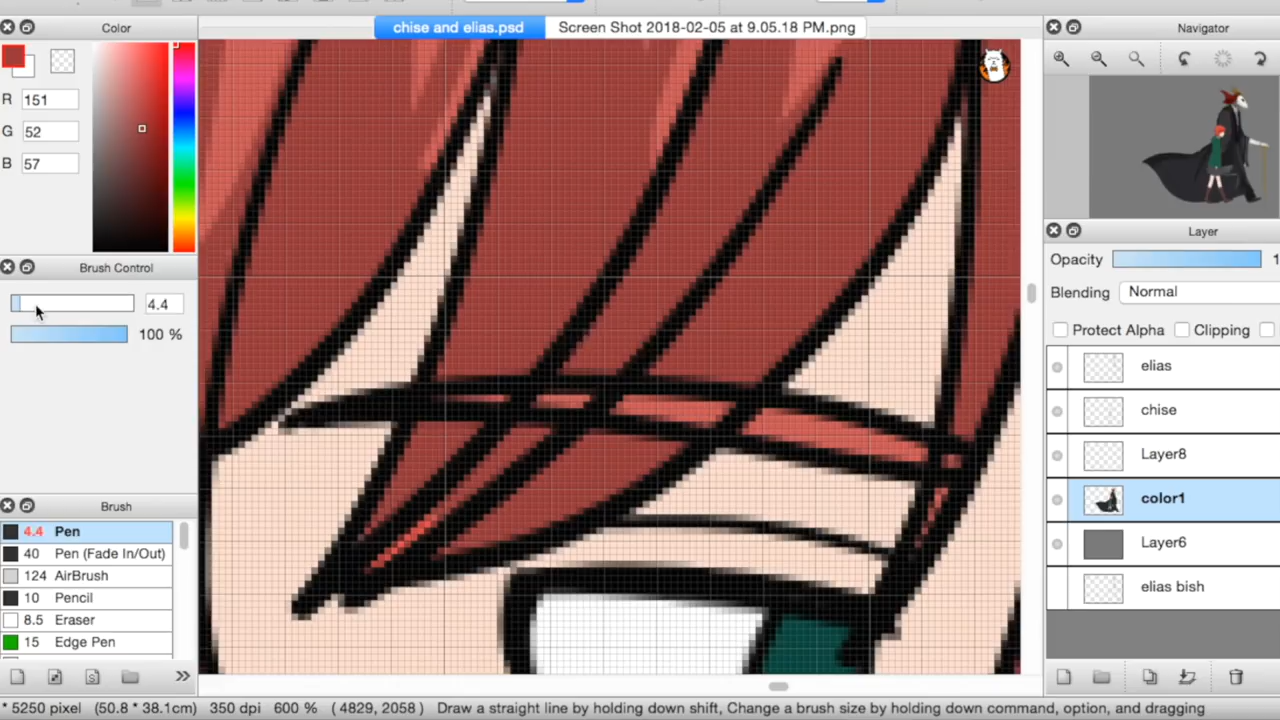 chise and elias.psd
Screen Shot 2018-02-05 at 9.05.18 PM.png
Color
R 151
G 52
B 57
Brush Control
4.4
100 %
Brush
4.4 Pen
40 Pen (Fade In/Out)
124 AirBrush
10 Pencil
8.5 Eraser
15 Edge Pen
Navigator
Layer
Opacity 1
Blending Normal
Protect Alpha Clipping
elias
chise
Layer8
color1
Layer6
elias bish
* 5250 pixel (50.8 * 38.1cm) 350 dpi 600 % ( 4829, 2058 ) Draw a straight line by holding down shift, Change a brush size by holding down command, option, and dragging